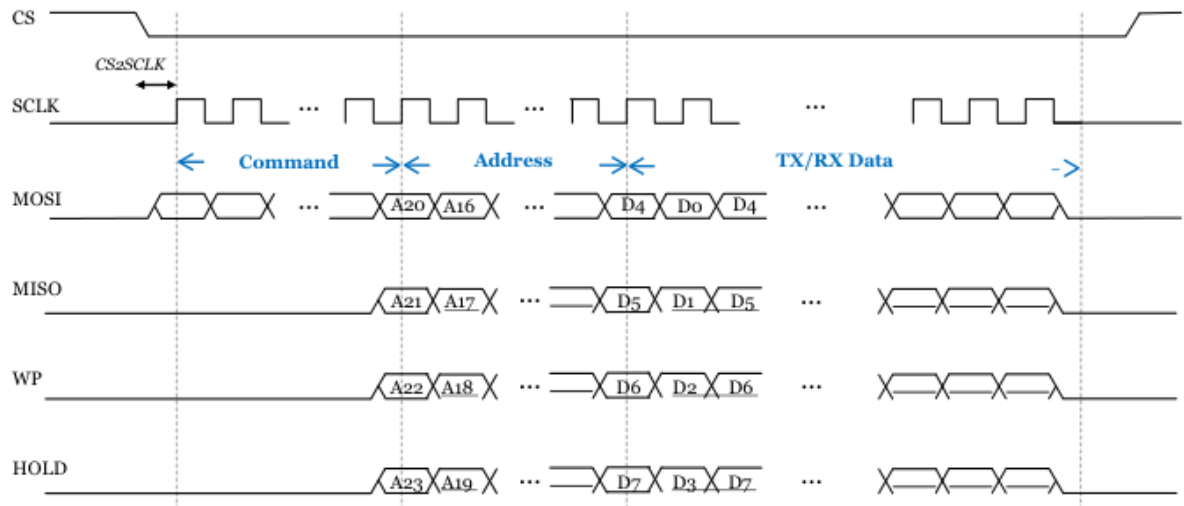 CS
CS2SCLK
SCLK ... ... ...
Command Address TX/RX Data
MOSI ... A20 A16 ... D4 D0 D4 ...
MISO A21 A17 ... D5 D1 D5 ...
WP A22 A18 ... D6 D2 D6 ...
HOLD A23 A19 ... D7 D3 D7 ...